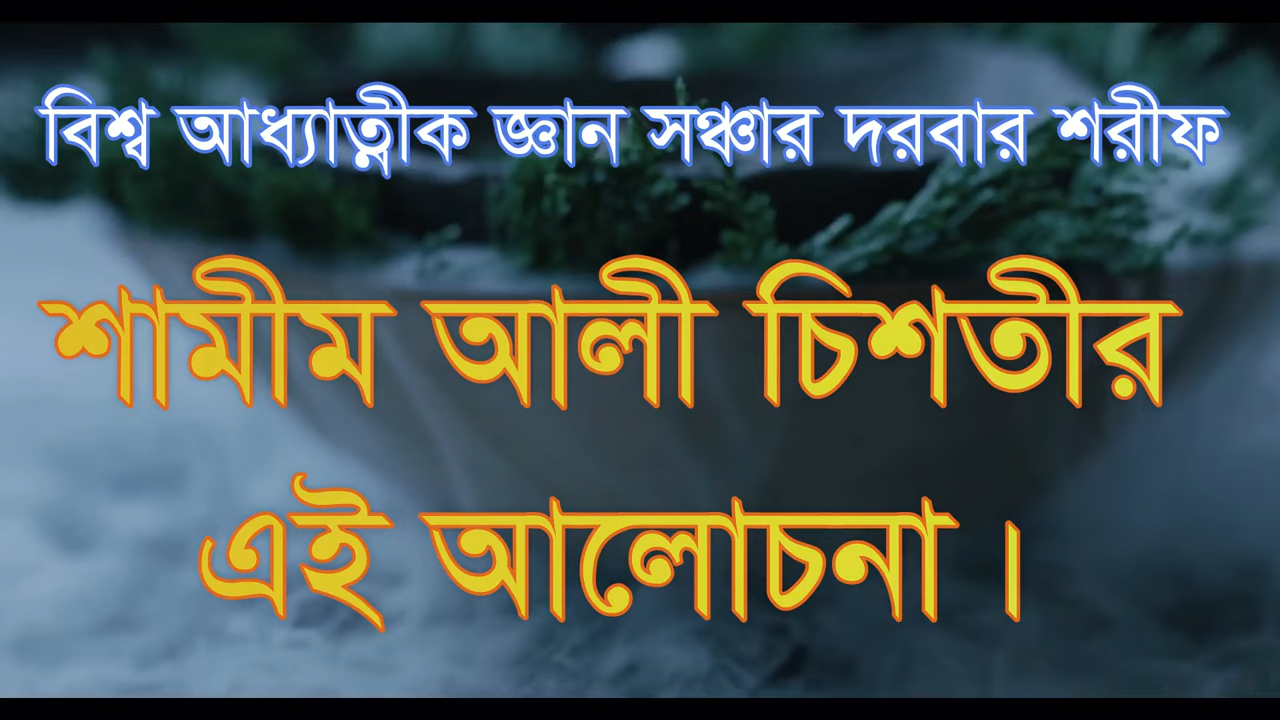 বিশ্ব আধ্যাত্নীক জ্ঞান সঞ্চার দরবার শরীফ
শামীম আলী চিশতীর
এই আলোচনা।